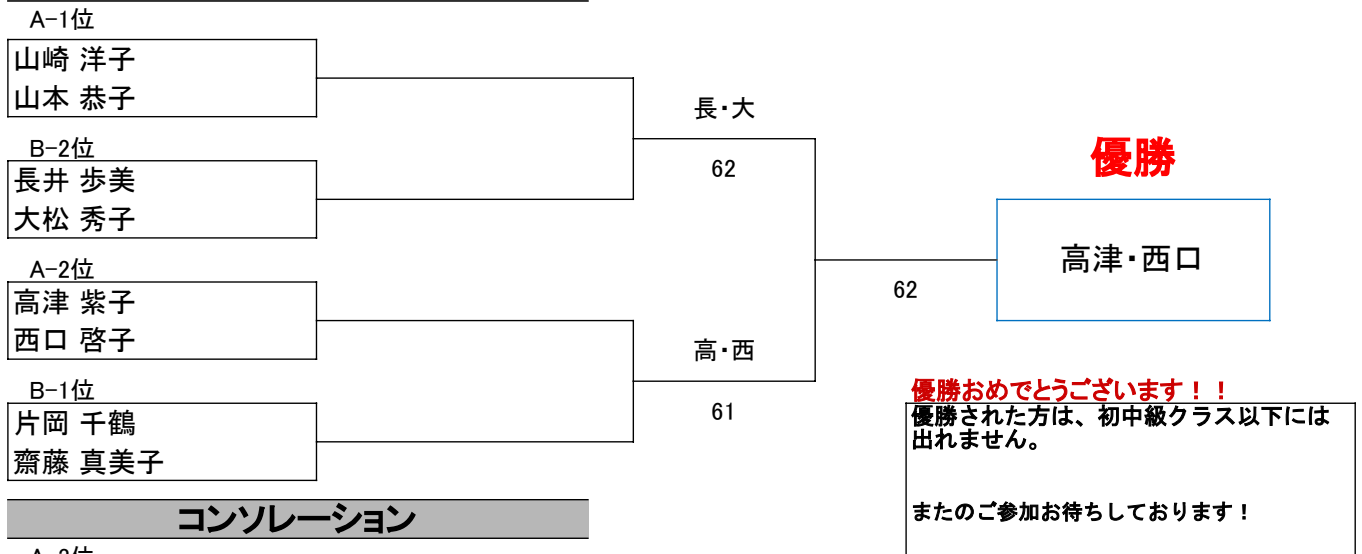 A-1位
山崎 洋子
山本 恭子
B-2位
長井 歩美
大松 秀子
A-2位
高津 紫子
西口 啓子
B-1位
片岡 千鶴
齋藤 真美子
長・大
62
高・西
61
62
優勝
高津・西口
優勝おめでとうございます！！
優勝された方は、初中級クラス以下には
出れません。
またのご参加お待ちしております！
コンソレーション